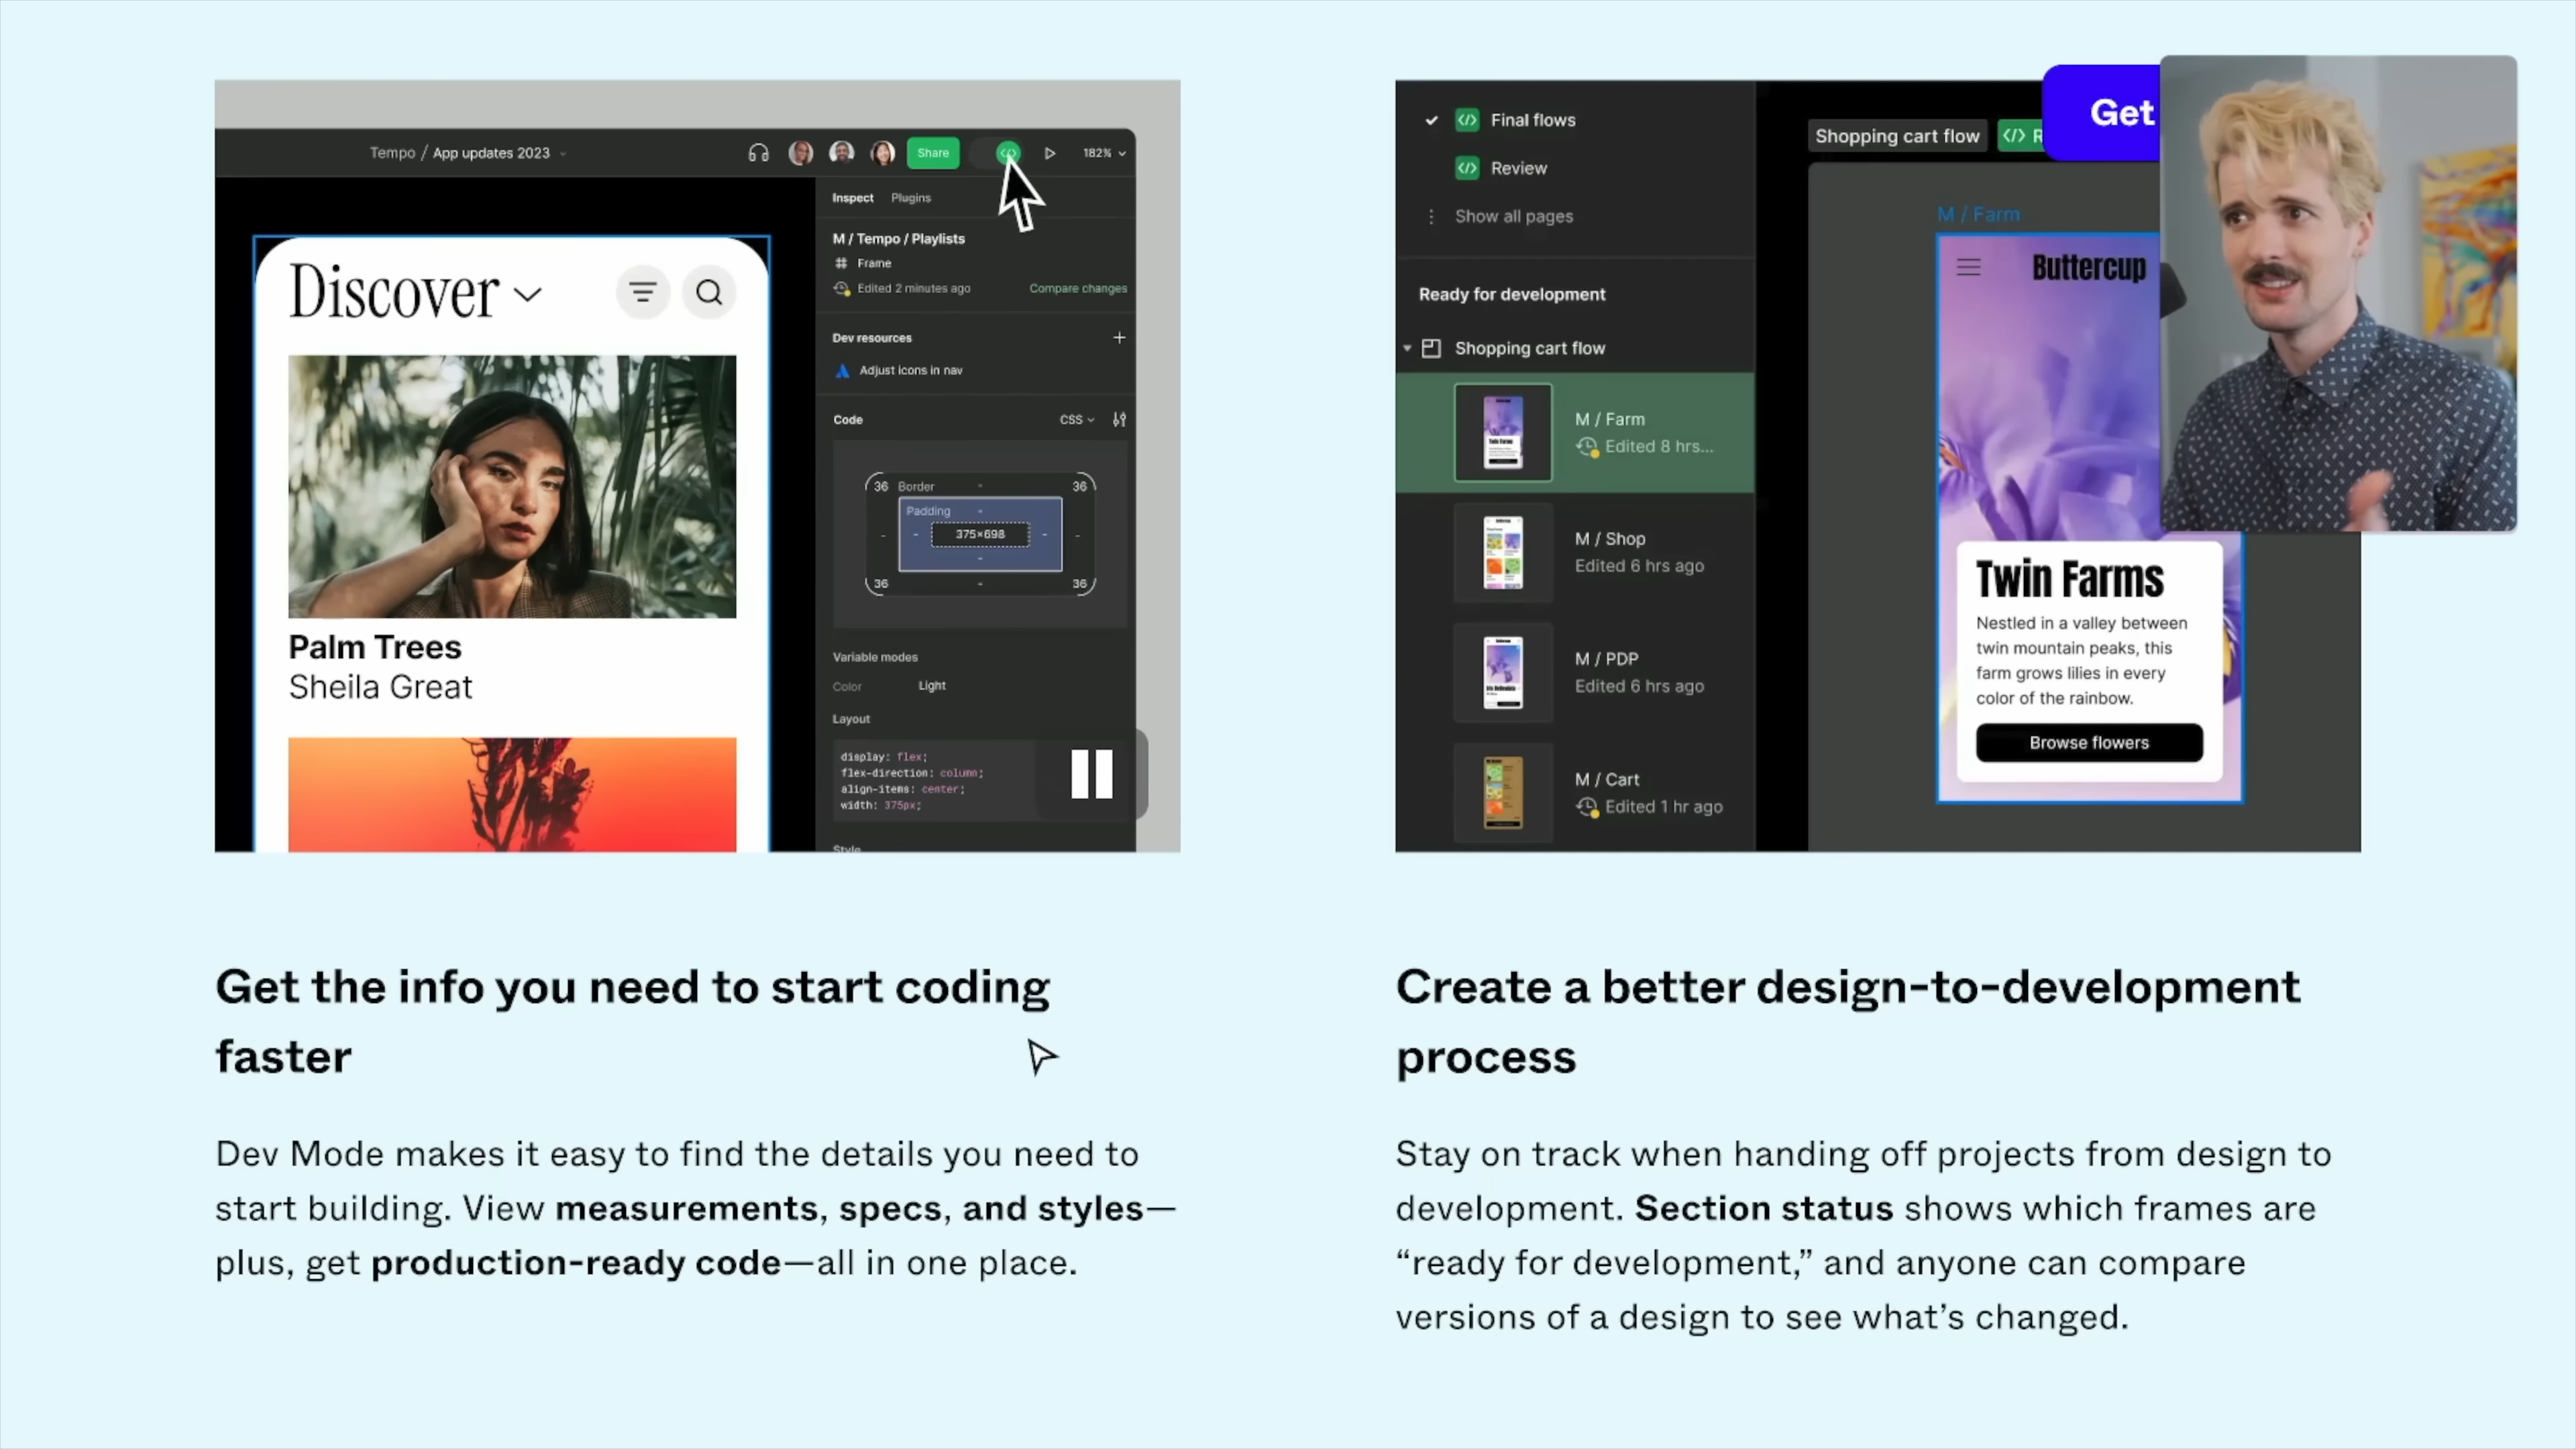 Tempo / App updates 2023
Share
182%
Inspect Plugins
M / Tempo / Playlists
Frame
Edited 2 minutes ago Compare changes
Dev resources
Adjust icons in nav
Code CSS
36 Border - 36
Padding -
- - 375×698 - -
-
36 - 36
Variable modes
Color Light
Layout
display: flex;
flex-direction: column;
align-items: center;
width: 375px;
Style
Discover
Palm Trees
Sheila Great
Final flows
Review
Show all pages
Ready for development
Shopping cart flow
M / Farm
Edited 8 hrs...
M / Shop
Edited 6 hrs ago
M / PDP
Edited 6 hrs ago
M / Cart
Edited 1 hr ago
Shopping cart flow
Get
M / Farm
Buttercup
Twin Farms
Nestled in a valley between
twin mountain peaks, this
farm grows lilies in every
color of the rainbow.
Browse flowers
Get the info you need to start coding
faster
Dev Mode makes it easy to find the details you need to
start building. View measurements, specs, and styles—
plus, get production-ready code—all in one place.
Create a better design-to-development
process
Stay on track when handing off projects from design to
development. Section status shows which frames are
“ready for development,” and anyone can compare
versions of a design to see what’s changed.